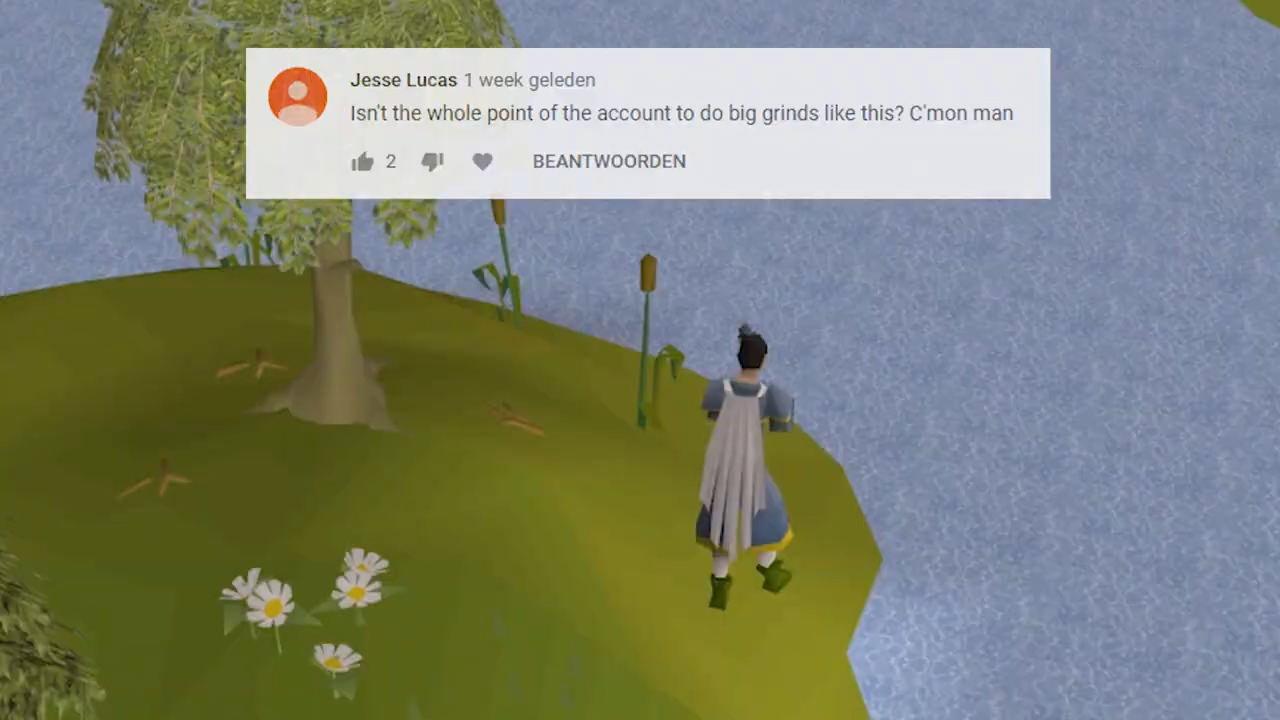 Jesse Lucas 1 week geleden
Isn't the whole point of the account to do big grinds like this? C'mon man
2 BEANTWOORDEN